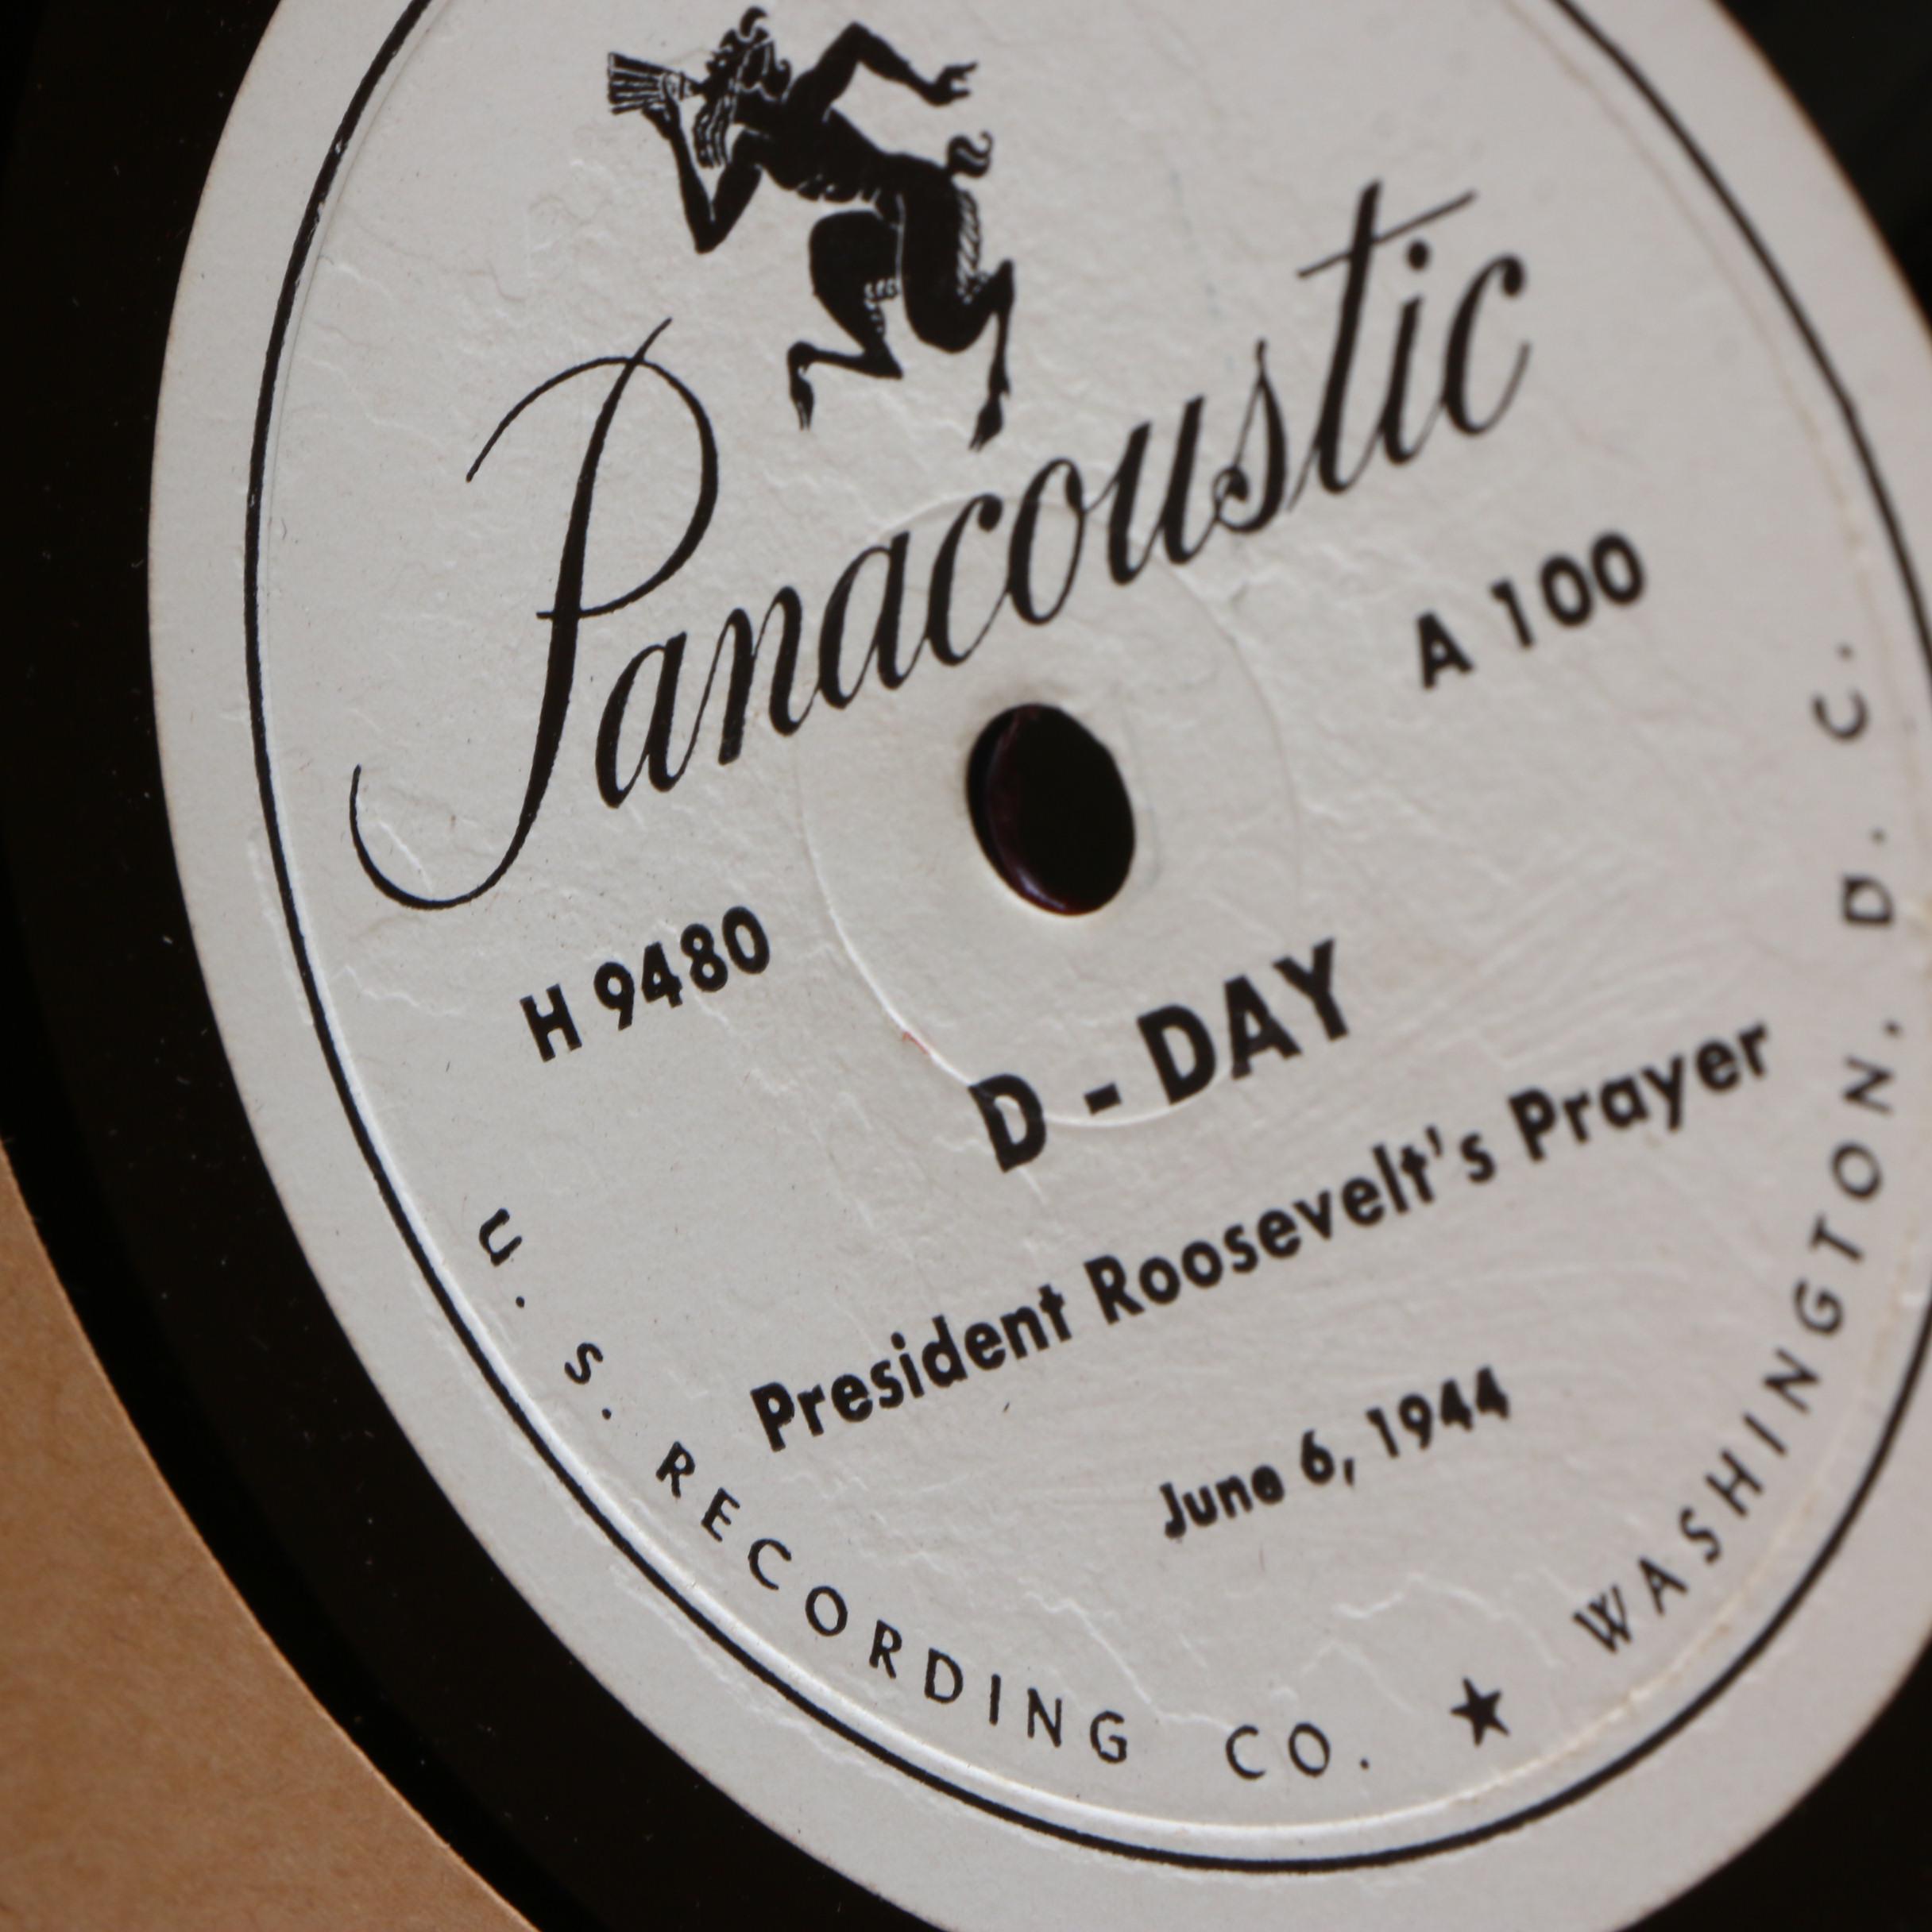 Panacoustic
A 100
H 9480
D - DAY
President Roosevelt's Prayer
June 6, 1944
U. S. RECORDING CO. ★ WASHINGTON, D. C.